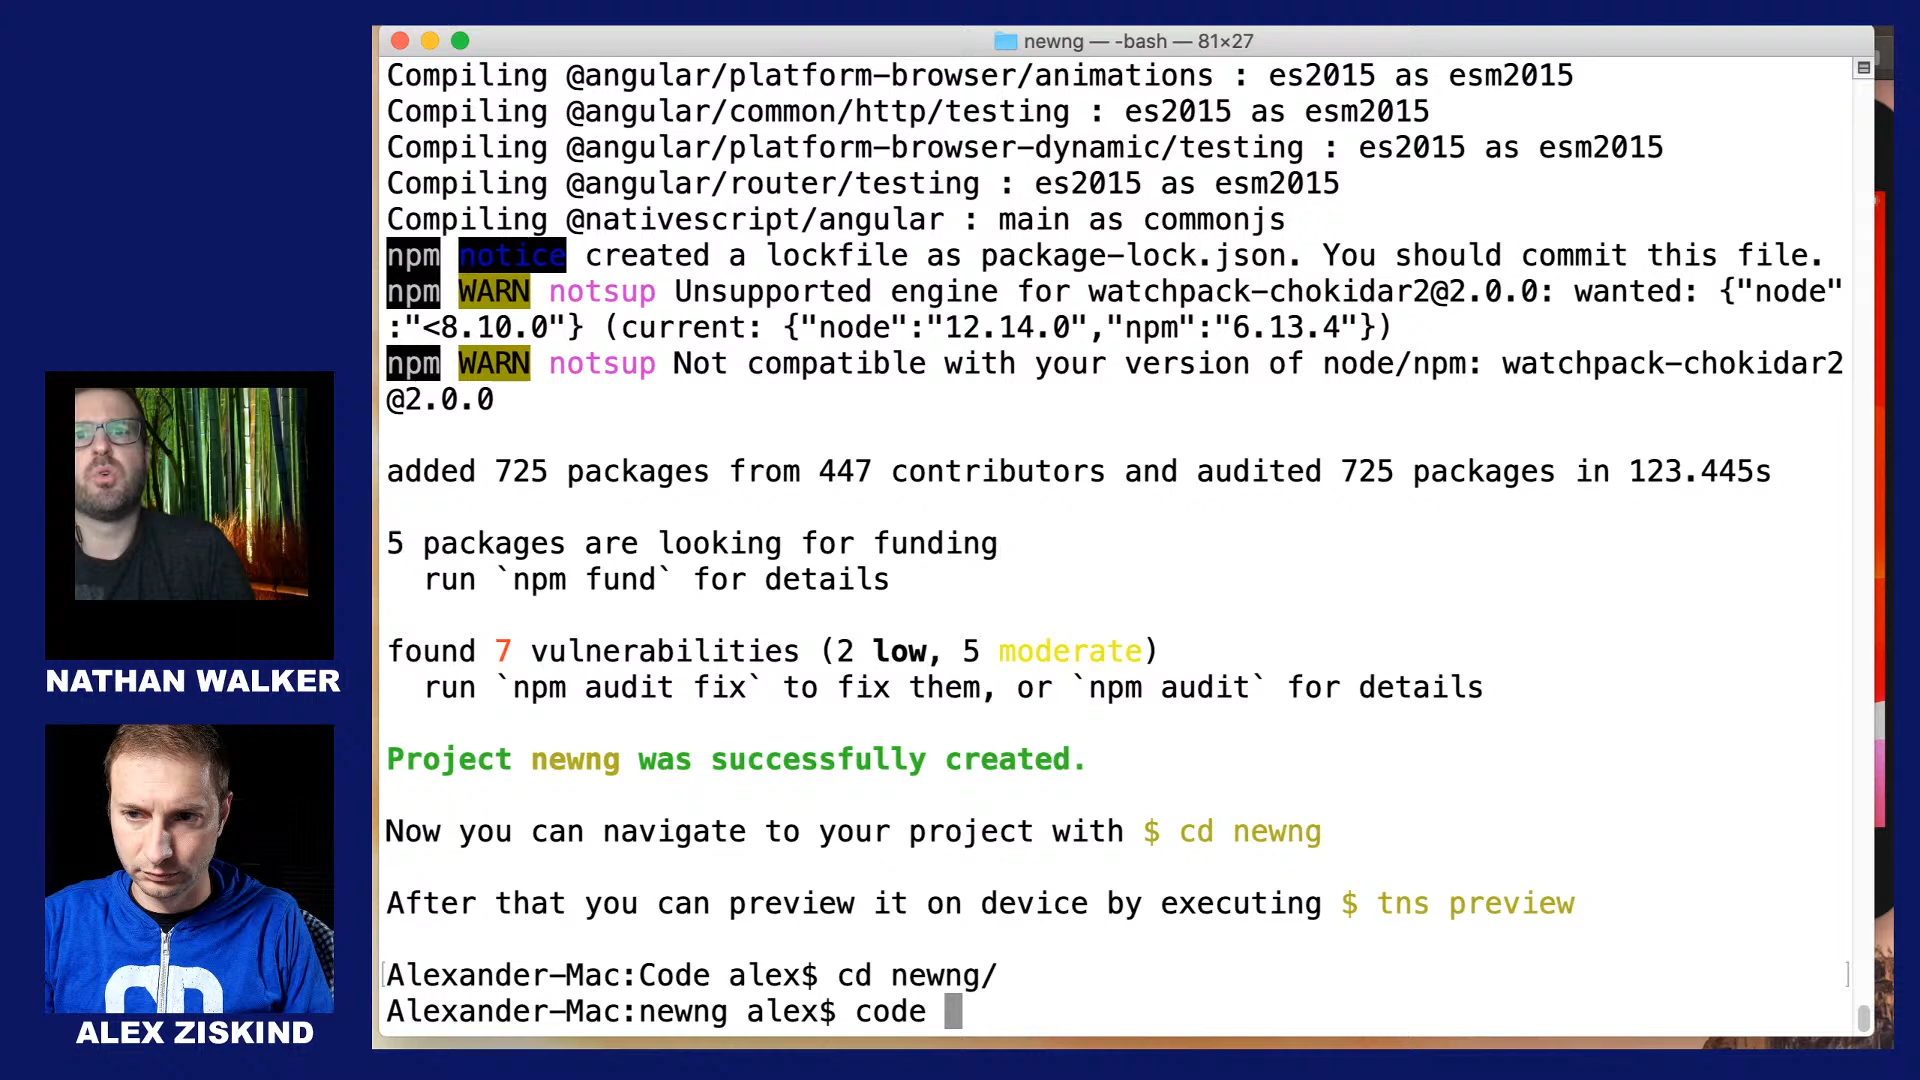 newng — -bash — 81×27
Compiling @angular/platform-browser/animations : es2015 as esm2015
Compiling @angular/common/http/testing : es2015 as esm2015
Compiling @angular/platform-browser-dynamic/testing : es2015 as esm2015
Compiling @angular/router/testing : es2015 as esm2015
Compiling @nativescript/angular : main as commonjs
npm notice created a lockfile as package-lock.json. You should commit this file.
npm WARN notsup Unsupported engine for watchpack-chokidar2@2.0.0: wanted: {"node"
:"<8.10.0"} (current: {"node":"12.14.0","npm":"6.13.4"})
npm WARN notsup Not compatible with your version of node/npm: watchpack-chokidar2
@2.0.0
added 725 packages from 447 contributors and audited 725 packages in 123.445s
5 packages are looking for funding
run `npm fund` for details
found 7 vulnerabilities (2 low, 5 moderate)
run `npm audit fix` to fix them, or `npm audit` for details
Project newng was successfully created.
Now you can navigate to your project with $ cd newng
After that you can preview it on device by executing $ tns preview
[Alexander-Mac:Code alex$ cd newng/ ]
Alexander-Mac:newng alex$ code
NATHAN WALKER
ALEX ZISKIND